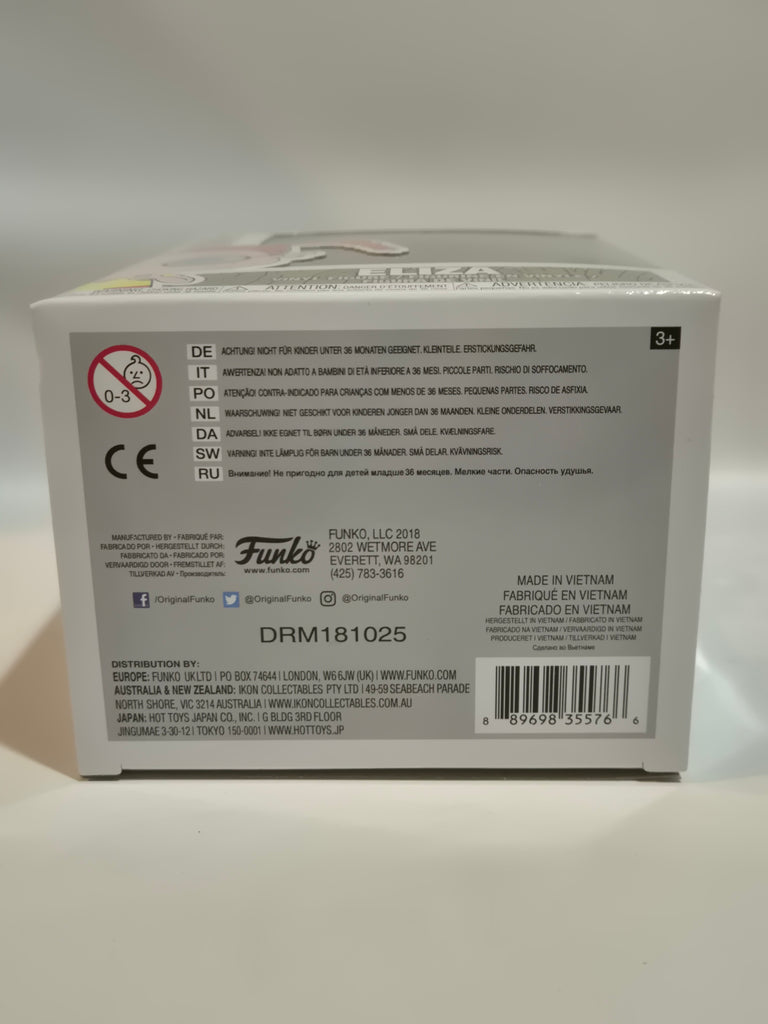 ELIZA
ATTENTION: DANGER D'ÉTOUFFEMENT
ADVERTENCIA: PELIGRO DE
3+
0-3
DE ACHTUNG! NICHT FÜR KINDER UNTER 36 MONATEN GEEIGNET. KLEINTEILE. ERSTICKUNGSGEFAHR.
IT AWERTENZA! NON ADATTO A BAMBINI DI ETÀ INFERIORE A 36 MESI. PICCOLE PARTI. RISCHIO DI SOFFOCAMENTO.
PO ATENÇÃO! CONTRA-INDICADO PARA CRIANÇAS COM MENOS DE 36 MESES. PEQUENAS PARTES. RISCO DE ASFIXIA.
NL WAARSCHUWING! NIET GESCHIKT VOOR KINDEREN JONGER DAN 36 MAANDEN. KLEINE ONDERDELEN. VERSTIKKINGSGEVAAR.
DA ADVARSEL! IKKE EGNET TIL BØRN UNDER 36 MÅNEDER. SMÅ DELE. KVÆLNINGSFARE.
SW VARNING! INTE LÄMPLIG FÖR BARN UNDER 36 MÅNADER. SMÅ DELAR. KVÄVNINGSRISK.
RU Внимание! Не пригодно для детей младше 36 месяцев. Мелкие части. Опасность удушья.
CE
MANUFACTURED BY • FABRIQUÉ PAR:
FABRICADO POR • HERGESTELLT DURCH:
FABBRICATO DA • FABRICADO POR:
VERVAARDIGD DOOR • FREMSTILLET AF:
TILLVERKAD AV • Производитель:
Funko
www.funko.com
FUNKO, LLC 2018
2802 WETMORE AVE
EVERETT, WA 98201
(425) 783-3616
/OriginalFunko @OriginalFunko @OriginalFunko
DRM181025
MADE IN VIETNAM
FABRIQUÉ EN VIETNAM
FABRICADO EN VIETNAM
HERGESTELLT IN VIETNAM / FABBRICATO IN VIETNAM
FABRICADO NA VIETNAM / VERVAARDIGD IN VIETNAM
PRODUCERET I VIETNAM / TILLVERKAD I VIETNAM
Сделано во Вьетнаме
DISTRIBUTION BY:
EUROPE: FUNKO UK LTD | PO BOX 74644 | LONDON, W6 6JW (UK) | WWW.FUNKO.COM
AUSTRALIA & NEW ZEALAND: IKON COLLECTABLES PTY LTD | 49-59 SEABEACH PARADE
NORTH SHORE, VIC 3214 AUSTRALIA | WWW.IKONCOLLECTABLES.COM.AU
JAPAN: HOT TOYS JAPAN CO., INC. | G BLDG 3RD FLOOR
JINGUMAE 3-30-12 | TOKYO 150-0001 | WWW.HOTTOYS.JP
8 89698 35576 6